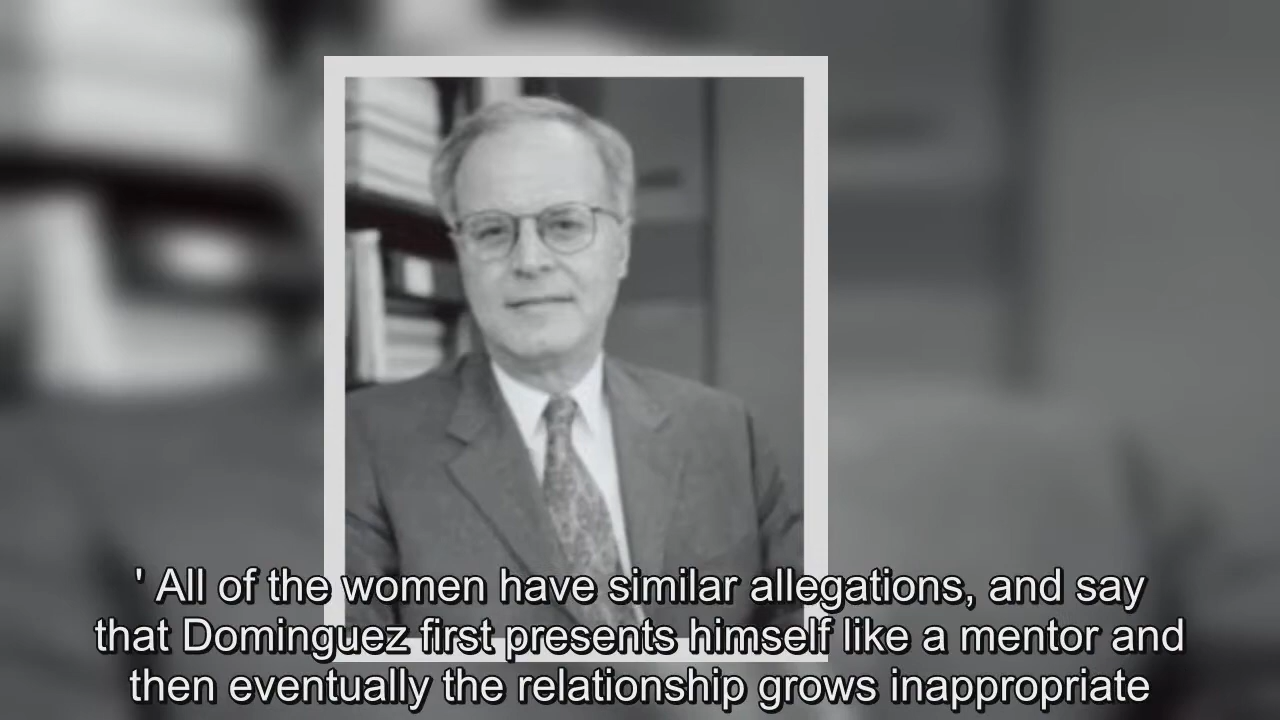 ' All of the women have similar allegations, and say
that Dominguez first presents himself like a mentor and
then eventually the relationship grows inappropriate